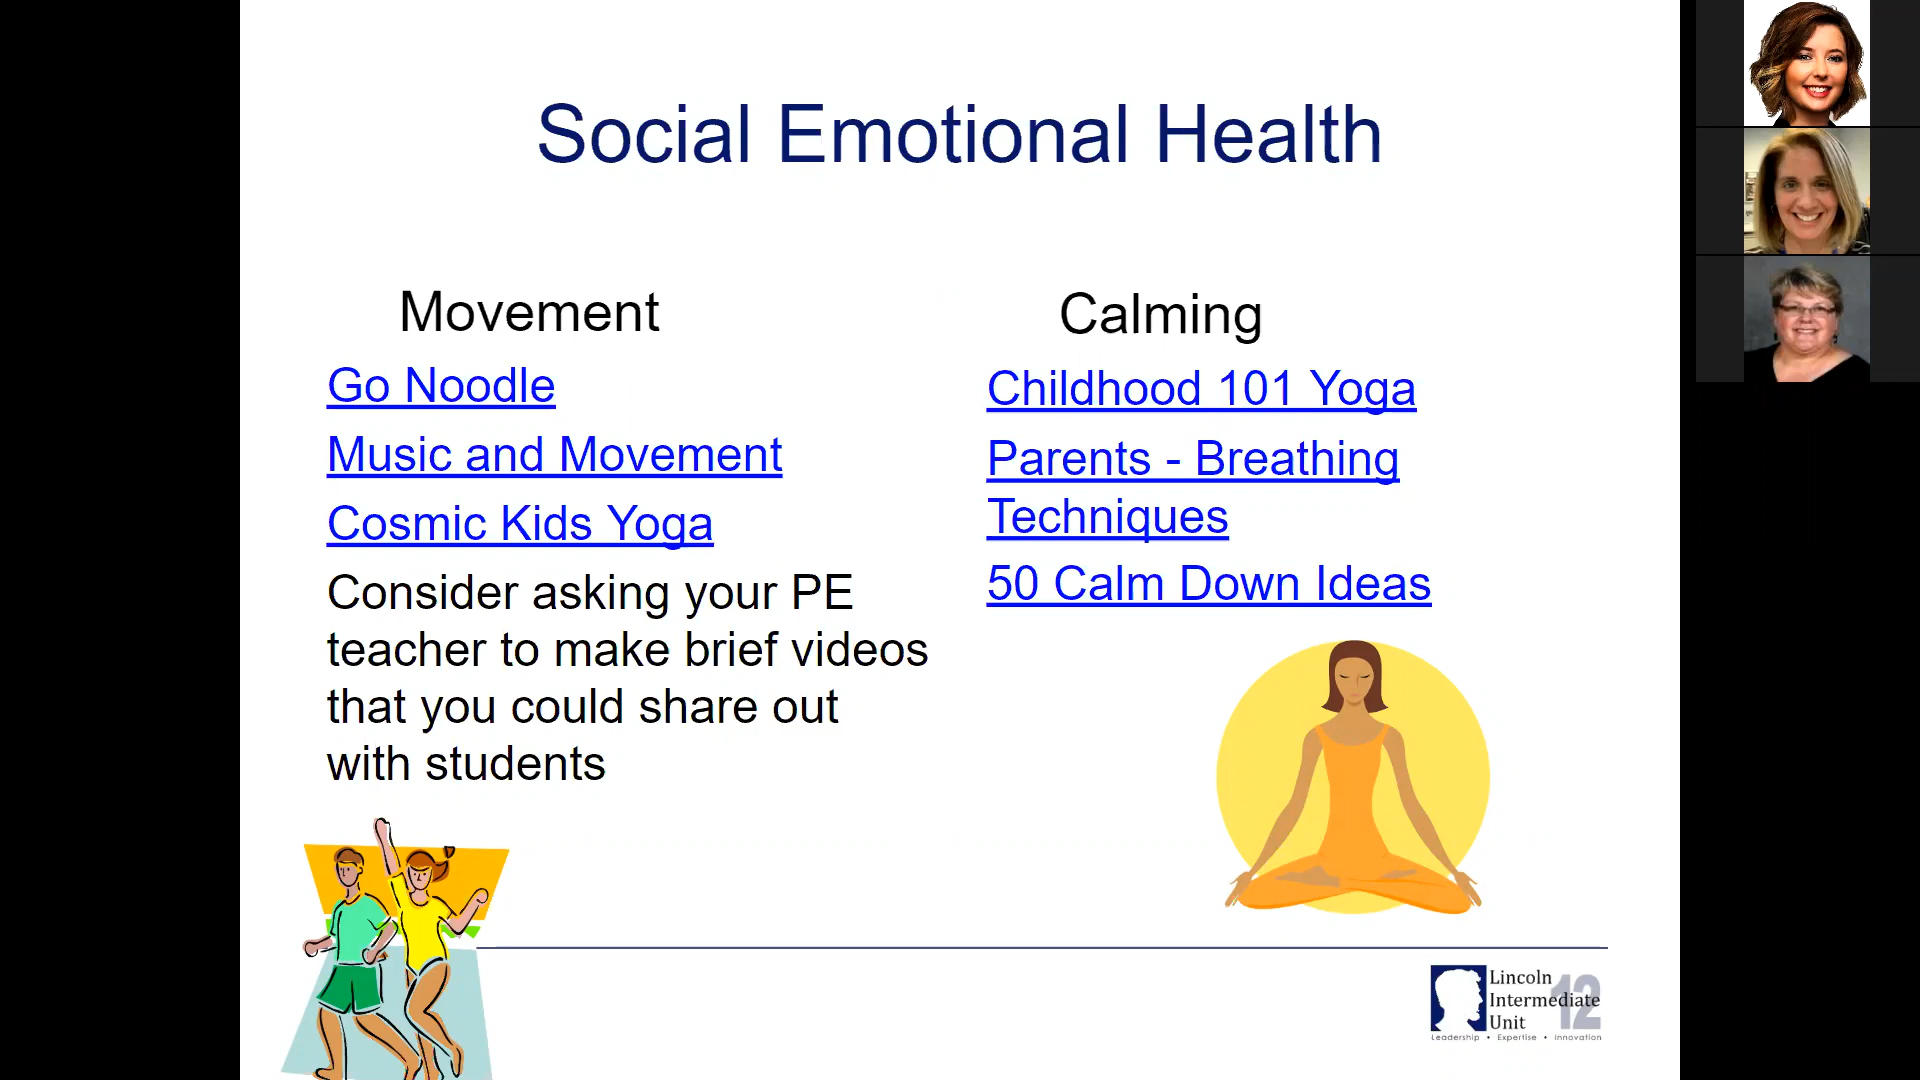 Social Emotional Health
Movement
Go Noodle
Music and Movement
Cosmic Kids Yoga
Consider asking your PE
teacher to make brief videos
that you could share out
with students
Calming
Childhood 101 Yoga
Parents - Breathing
Techniques
50 Calm Down Ideas
Lincoln
Intermediate
Unit 12
Leadership • Expertise • Innovation